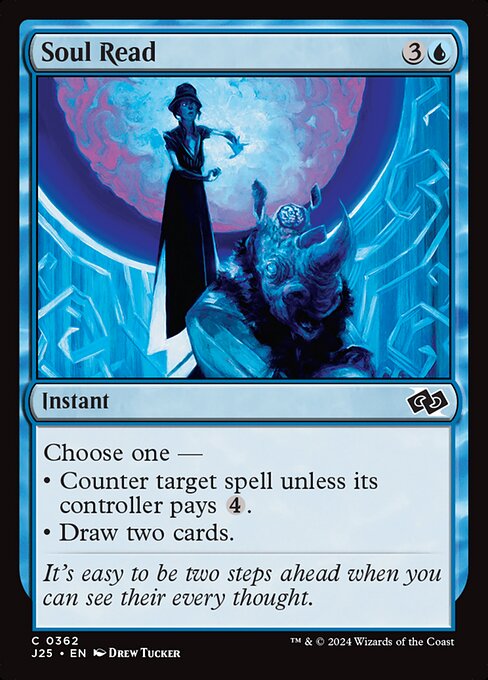 Soul Read 3
Instant
Choose one —
• Counter target spell unless its
controller pays 4.
• Draw two cards.
It's easy to be two steps ahead when you
can see their every thought.
C 0362
J25 • EN Drew Tucker
™ & © 2024 Wizards of the Coast